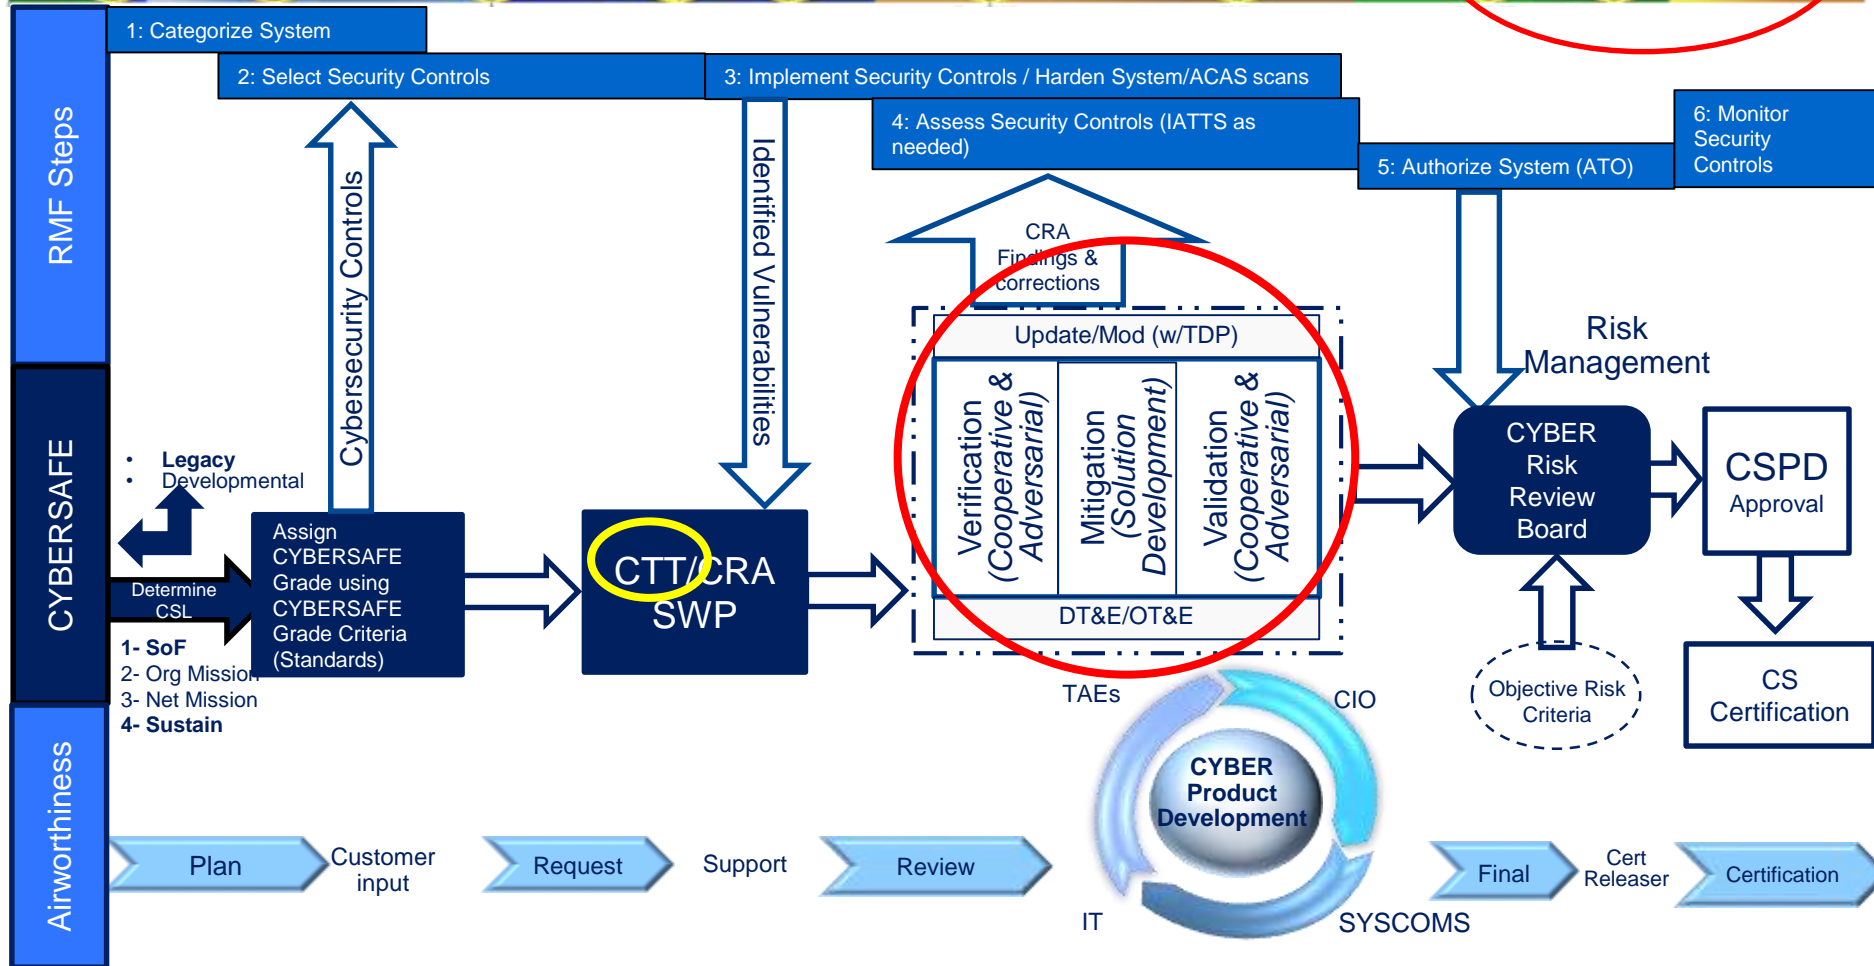 1: Categorize System
2: Select Security Controls
3: Implement Security Controls / Harden System/ACAS scans
4: Assess Security Controls (IATTS as
needed)
5: Authorize System (ATO)
6: Monitor
Security
Controls
RMF Steps
Cybersecurity Controls
Identified Vulnerabilities
CRA
Findings &
corrections
CYBERSAFE
• Legacy
• Developmental
Determine
CSL
1- SoF
2- Org Mission
3- Net Mission
4- Sustain
Assign
CYBERSAFE
Grade using
CYBERSAFE
Grade Criteria
(Standards)
CTT/CRA
SWP
Update/Mod (w/TDP)
Verification
(Cooperative &
Adversarial)
Mitigation
(Solution
Development)
Validation
(Cooperative &
Adversarial)
DT&E/OT&E
Risk
Management
CYBER
Risk
Review
Board
Objective Risk
Criteria
CSPD
Approval
CS
Certification
Airworthiness
Plan
Customer
input
Request
Support
Review
TAEs
CIO
CYBER
Product
Development
IT
SYSCOMS
Final
Cert
Releaser
Certification